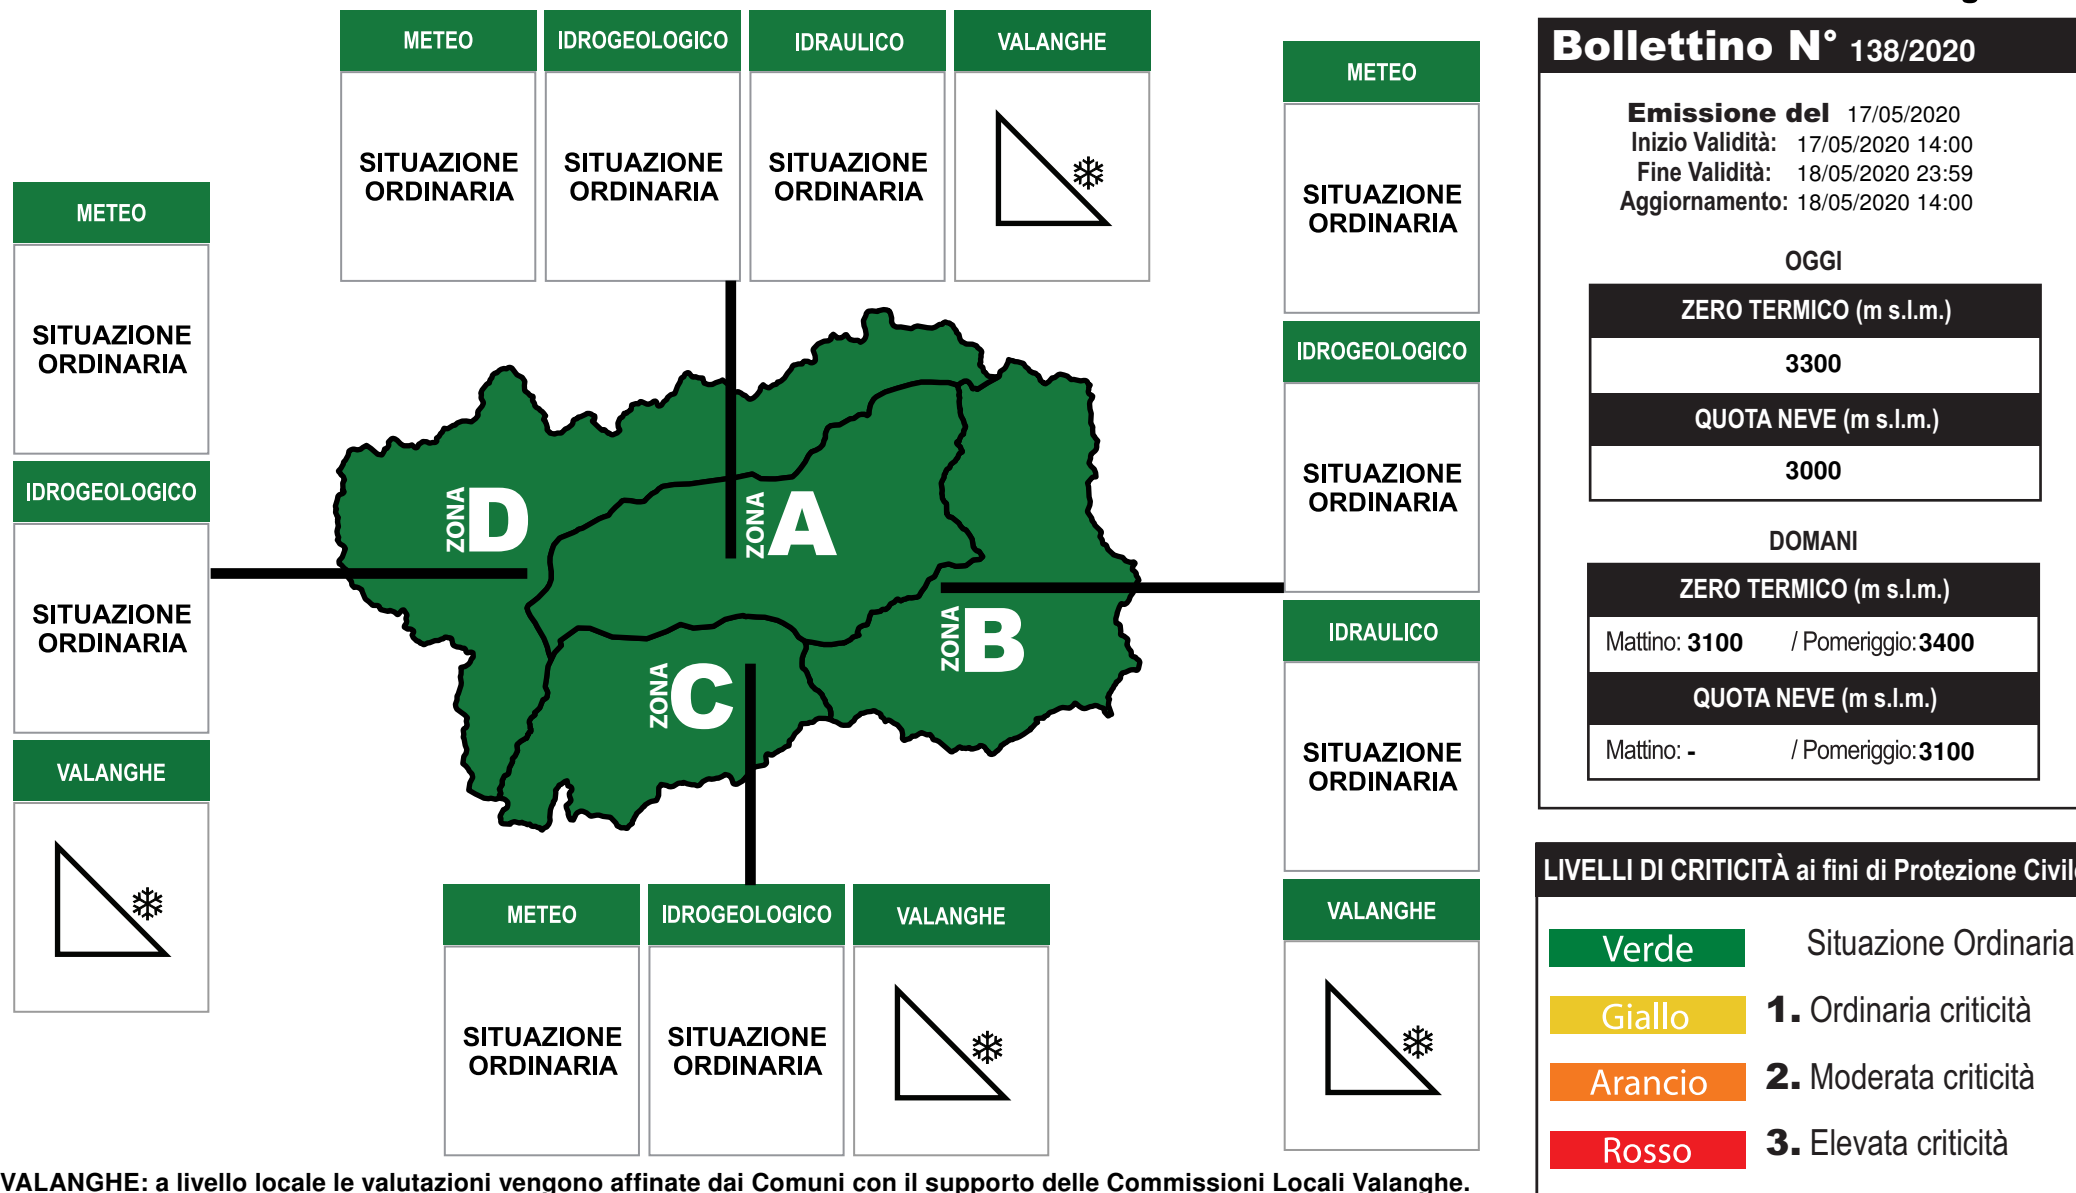 METEO
IDROGEOLOGICO
IDRAULICO
VALANGHE
SITUAZIONE
ORDINARIA
SITUAZIONE
ORDINARIA
SITUAZIONE
ORDINARIA
METEO
SITUAZIONE
ORDINARIA
IDROGEOLOGICO
SITUAZIONE
ORDINARIA
VALANGHE
METEO
SITUAZIONE
ORDINARIA
IDROGEOLOGICO
SITUAZIONE
ORDINARIA
IDRAULICO
SITUAZIONE
ORDINARIA
VALANGHE
ZONA D
ZONA A
ZONA B
ZONA C
METEO
IDROGEOLOGICO
VALANGHE
SITUAZIONE
ORDINARIA
SITUAZIONE
ORDINARIA
VALANGHE: a livello locale le valutazioni vengono affinate dai Comuni con il supporto delle Commissioni Locali Valanghe.
Bollettino N° 138/2020
Emissione del 17/05/2020
Inizio Validità: 17/05/2020 14:00
Fine Validità: 18/05/2020 23:59
Aggiornamento: 18/05/2020 14:00
OGGI
ZERO TERMICO (m s.l.m.)
3300
QUOTA NEVE (m s.l.m.)
3000
DOMANI
ZERO TERMICO (m s.l.m.)
Mattino: 3100 / Pomeriggio: 3400
QUOTA NEVE (m s.l.m.)
Mattino: - / Pomeriggio: 3100
LIVELLI DI CRITICITÀ ai fini di Protezione Civile
Verde Situazione Ordinaria
Giallo 1. Ordinaria criticità
Arancio 2. Moderata criticità
Rosso 3. Elevata criticità